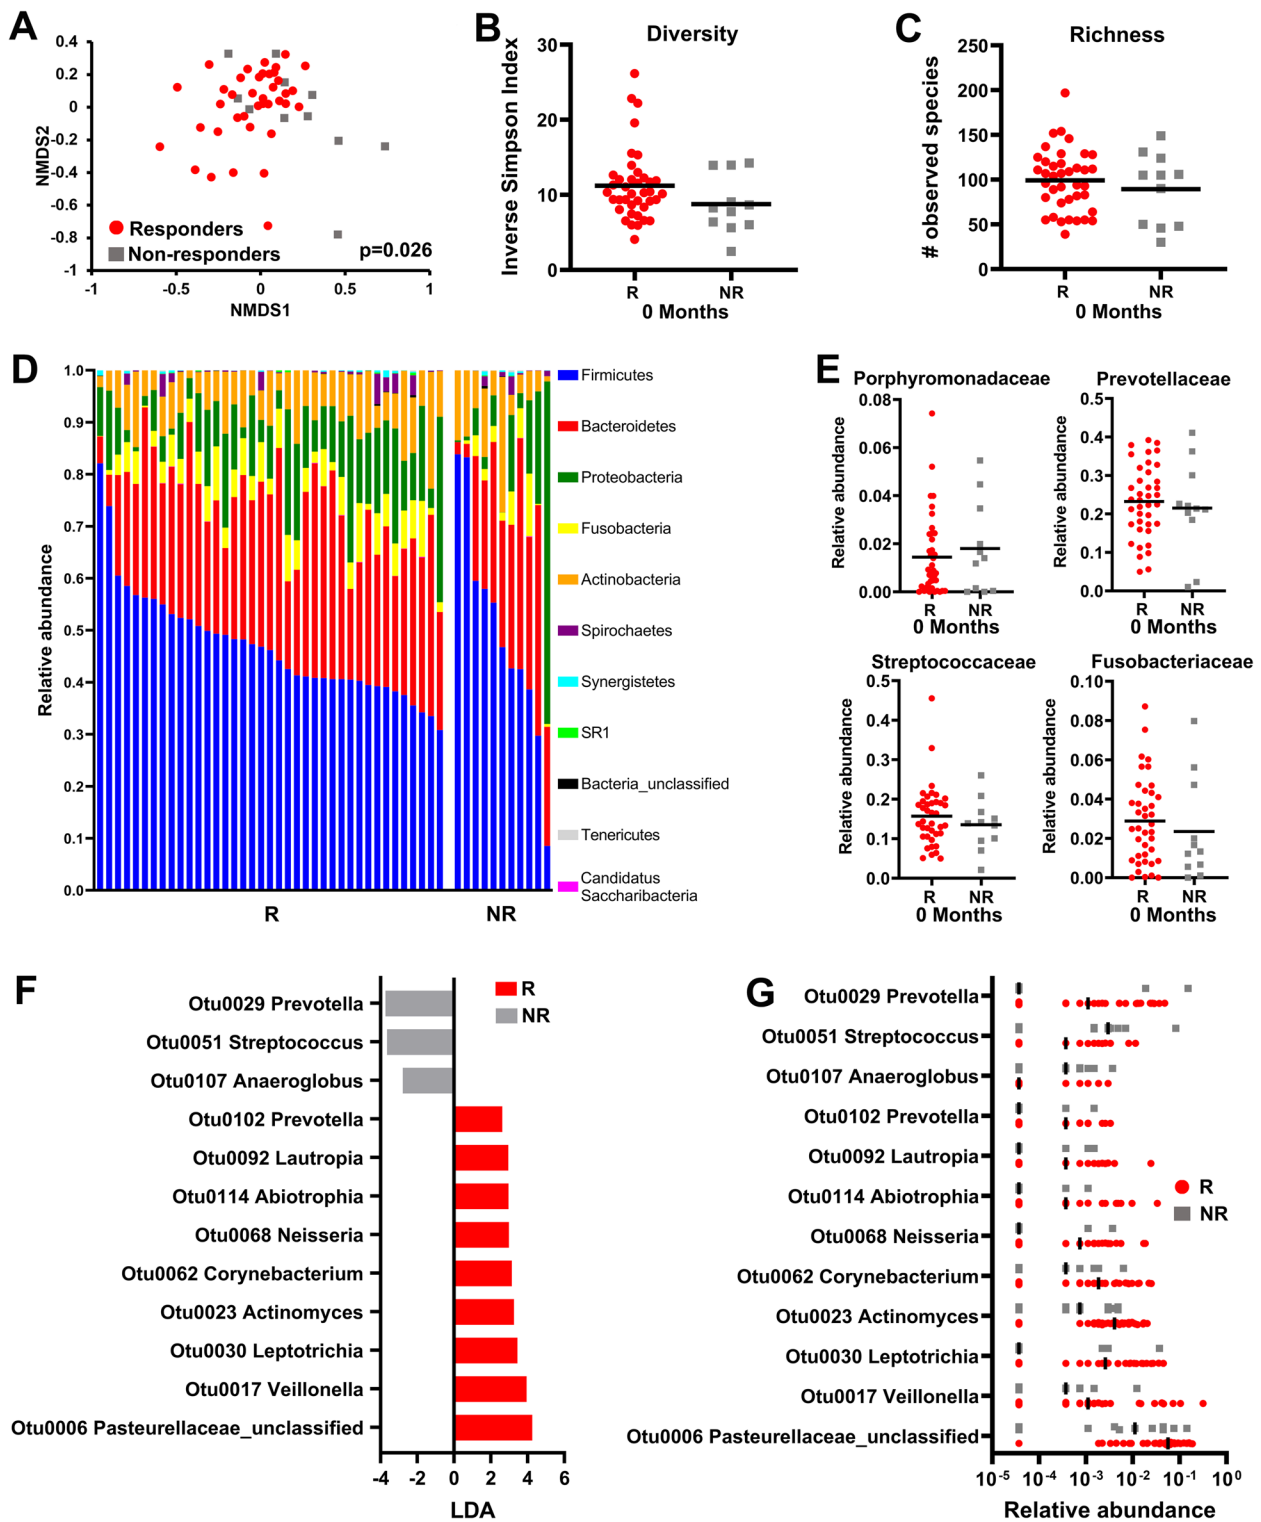 A
0.4
0.2
0
-0.2
-0.4
-0.6
-0.8
-1
NMDS2
-1
-0.5
0
0.5
1
NMDS1
Responders
Non-responders
p=0.026
B
Diversity
Inverse Simpson Index
30
20
10
0
R
NR
0 Months
C
Richness
# observed species
250
200
150
100
50
0
R
NR
0 Months
D
Relative abundance
1.0
0.9
0.8
0.7
0.6
0.5
0.4
0.3
0.2
0.1
0.0
R
NR
Firmicutes
Bacteroidetes
Proteobacteria
Fusobacteria
Actinobacteria
Spirochaetes
Synergistetes
SR1
Bacteria_unclassified
Tenericutes
Candidatus
Saccharibacteria
E
Porphyromonadaceae
Relative abundance
0.08
0.06
0.04
0.02
0.00
R
NR
0 Months
Prevotellaceae
Relative abundance
0.5
0.4
0.3
0.2
0.1
0.0
R
NR
0 Months
Streptococcaceae
Relative abundance
0.5
0.4
0.3
0.2
0.1
0.0
R
NR
0 Months
Fusobacteriaceae
Relative abundance
0.10
0.08
0.06
0.04
0.02
0.00
R
NR
0 Months
F
R
NR
Otu0029 Prevotella
Otu0051 Streptococcus
Otu0107 Anaeroglobus
Otu0102 Prevotella
Otu0092 Lautropia
Otu0114 Abiotrophia
Otu0068 Neisseria
Otu0062 Corynebacterium
Otu0023 Actinomyces
Otu0030 Leptotrichia
Otu0017 Veillonella
Otu0006 Pasteurellaceae_unclassified
-4
-2
0
2
4
6
LDA
G
Otu0029 Prevotella
Otu0051 Streptococcus
Otu0107 Anaeroglobus
Otu0102 Prevotella
Otu0092 Lautropia
Otu0114 Abiotrophia
Otu0068 Neisseria
Otu0062 Corynebacterium
Otu0023 Actinomyces
Otu0030 Leptotrichia
Otu0017 Veillonella
Otu0006 Pasteurellaceae_unclassified
R
NR
10⁻⁵
10⁻⁴
10⁻³
10⁻²
10⁻¹
10⁰
Relative abundance